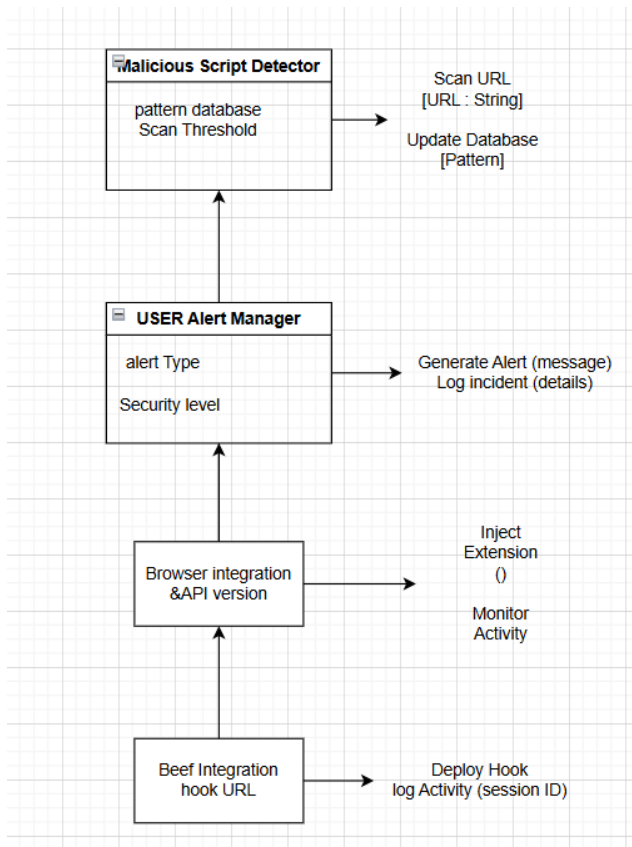 Malicious Script Detector
pattern database
Scan Threshold
Scan URL
[URL : String]
Update Database
[Pattern]
USER Alert Manager
alert Type
Security level
Generate Alert (message)
Log incident (details)
Browser integration
&API version
Inject
Extension
()
Monitor
Activity
Beef Integration
hook URL
Deploy Hook
log Activity (session ID)